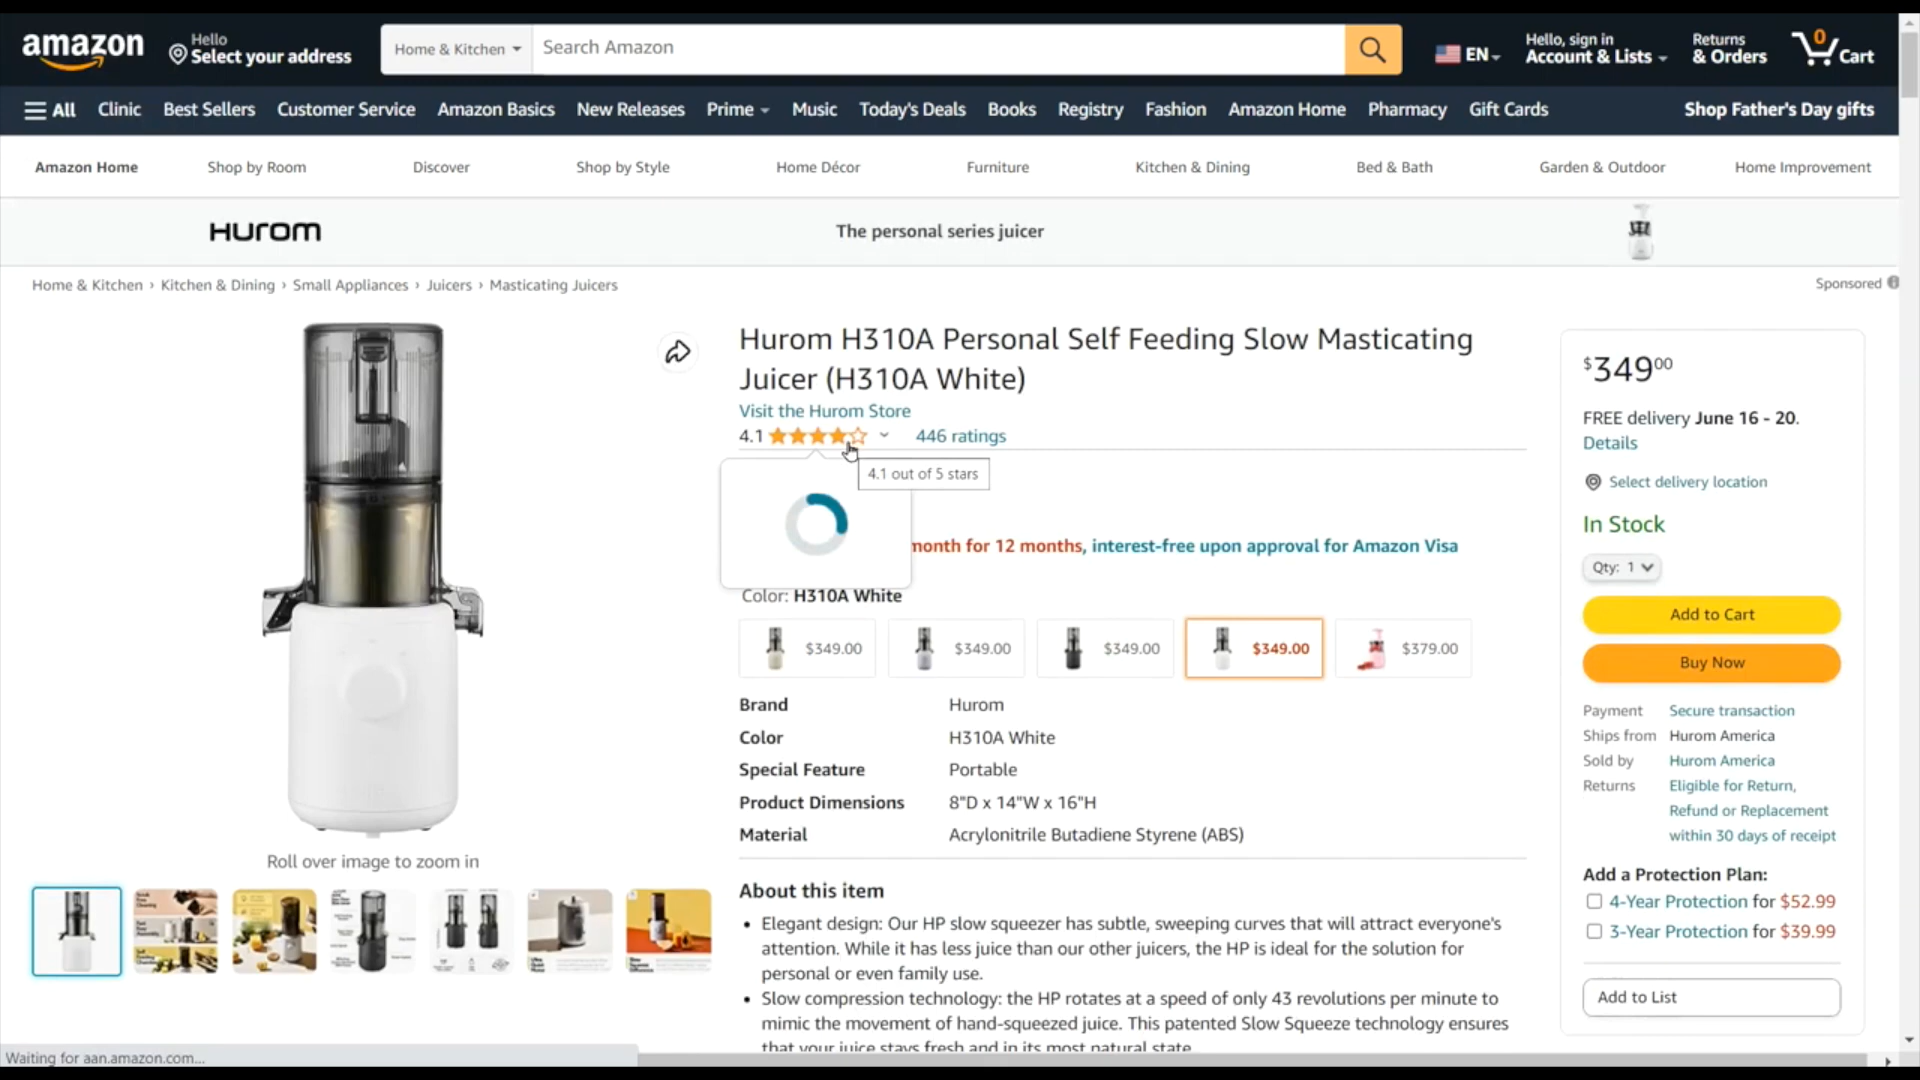 amazon
Hello
Select your address
Home & Kitchen
Search Amazon
EN
Hello, sign in
Account & Lists
Returns
& Orders
0
Cart
All
Clinic
Best Sellers
Customer Service
Amazon Basics
New Releases
Prime
Music
Today's Deals
Books
Registry
Fashion
Amazon Home
Pharmacy
Gift Cards
Shop Father's Day gifts
Amazon Home
Shop by Room
Discover
Shop by Style
Home Décor
Furniture
Kitchen & Dining
Bed & Bath
Garden & Outdoor
Home Improvement
Hurom
The personal series juicer
Home & Kitchen › Kitchen & Dining › Small Appliances › Juicers › Masticating Juicers
Sponsored
Hurom H310A Personal Self Feeding Slow Masticating
Juicer (H310A White)
Visit the Hurom Store
4.1
446 ratings
4.1 out of 5 stars
month for 12 months, interest-free upon approval for Amazon Visa
Color: H310A White
$349.00
$349.00
$349.00
$349.00
$379.00
Brand Hurom
Color H310A White
Special Feature Portable
Product Dimensions 8"D x 14"W x 16"H
Material Acrylonitrile Butadiene Styrene (ABS)
About this item
• Elegant design: Our HP slow squeezer has subtle, sweeping curves that will attract everyone's
attention. While it has less juice than our other juicers, the HP is ideal for the solution for
personal or even family use.
• Slow compression technology: the HP rotates at a speed of only 43 revolutions per minute to
mimic the movement of hand-squeezed juice. This patented Slow Squeeze technology ensures
that your juice stays fresh and in its most natural state
Roll over image to zoom in
$34900
FREE delivery June 16 - 20.
Details
Select delivery location
In Stock
Qty: 1
Add to Cart
Buy Now
Payment Secure transaction
Ships from Hurom America
Sold by Hurom America
Returns Eligible for Return,
Refund or Replacement
within 30 days of receipt
Add a Protection Plan:
4-Year Protection for $52.99
3-Year Protection for $39.99
Add to List
Waiting for aan.amazon.com...